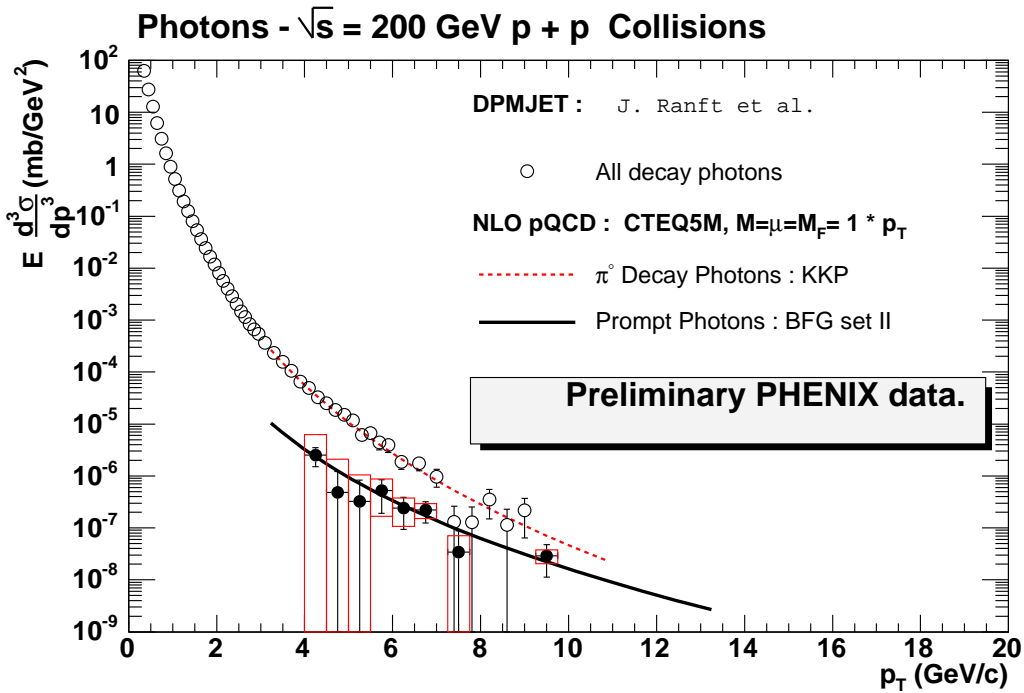 Photons - √s = 200 GeV p + p Collisions
E d³σ/dp³ (mb/GeV²)
10²
10
1
10⁻¹
10⁻²
10⁻³
10⁻⁴
10⁻⁵
10⁻⁶
10⁻⁷
10⁻⁸
10⁻⁹
DPMJET : J. Ranft et al.
All decay photons
NLO pQCD : CTEQ5M, M=μ=M_F= 1 * p_T
π° Decay Photons : KKP
Prompt Photons : BFG set II
Preliminary PHENIX data.
0 2 4 6 8 10 12 14 16 18 20
p_T (GeV/c)